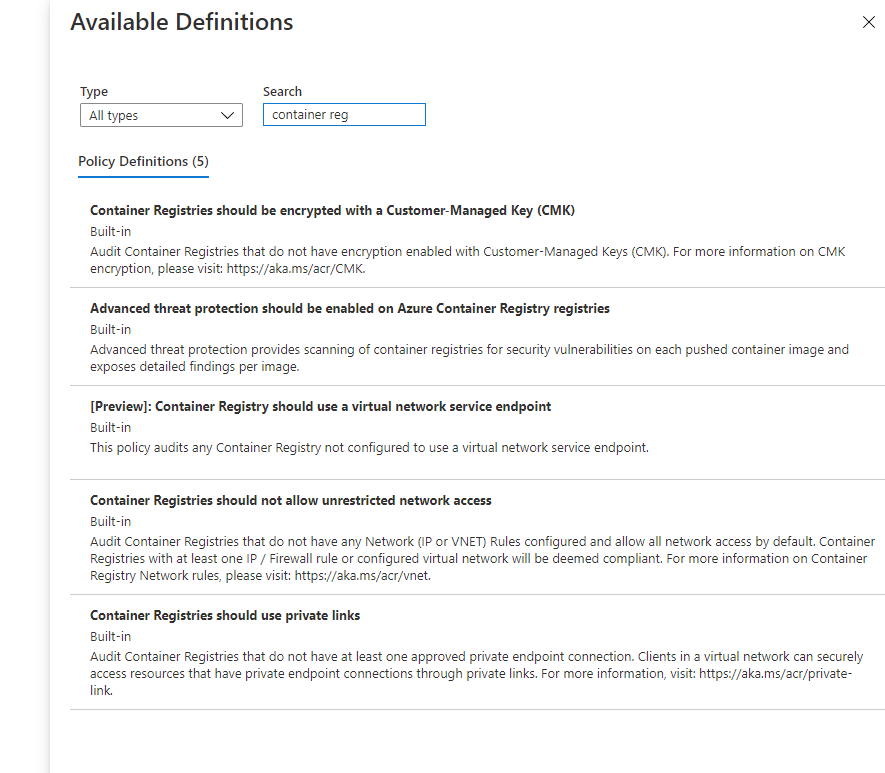 Available Definitions
Type
Search
All types
container reg
Policy Definitions (5)
Container Registries should be encrypted with a Customer-Managed Key (CMK)
Built-in
Audit Container Registries that do not have encryption enabled with Customer-Managed Keys (CMK). For more information on CMK
encryption, please visit: https://aka.ms/acr/CMK.
Advanced threat protection should be enabled on Azure Container Registry registries
Built-in
Advanced threat protection provides scanning of container registries for security vulnerabilities on each pushed container image and
exposes detailed findings per image.
[Preview]: Container Registry should use a virtual network service endpoint
Built-in
This policy audits any Container Registry not configured to use a virtual network service endpoint.
Container Registries should not allow unrestricted network access
Built-in
Audit Container Registries that do not have any Network (IP or VNET) Rules configured and allow all network access by default. Container
Registries with at least one IP / Firewall rule or configured virtual network will be deemed compliant. For more information on Container
Registry Network rules, please visit: https://aka.ms/acr/vnet.
Container Registries should use private links
Built-in
Audit Container Registries that do not have at least one approved private endpoint connection. Clients in a virtual network can securely
access resources that have private endpoint connections through private links. For more information, visit: https://aka.ms/acr/private-
link.